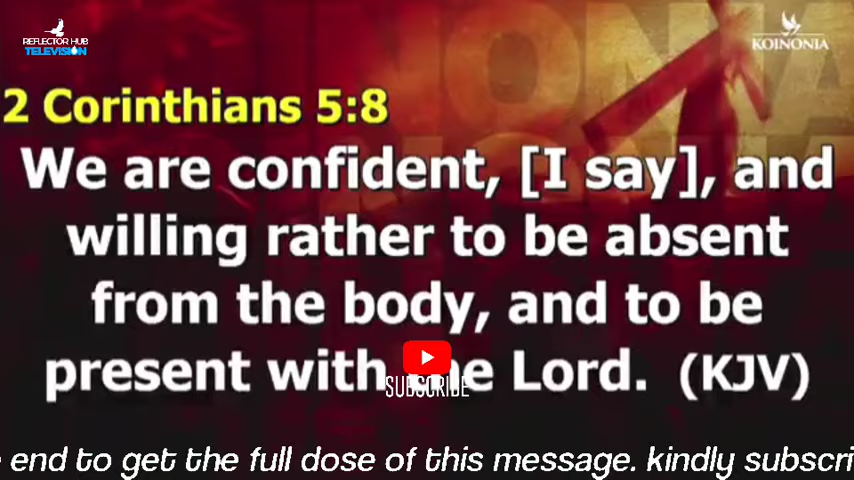 REFLECTOR HUB
TELEVISION
KOINONIA
2 Corinthians 5:8
We are confident, [I say], and
willing rather to be absent
from the body, and to be
present with Lord. (KJV)
SUBSCRIBE
end to get the full dose of this message. kindly